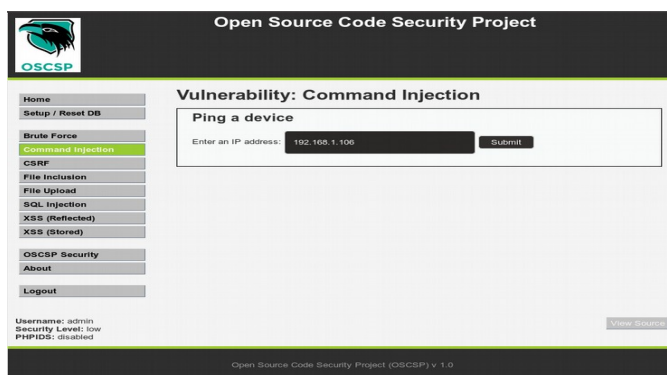 Open Source Code Security Project
OSCSP
Home
Setup / Reset DB
Brute Force
Command Injection
CSRF
File Inclusion
File Upload
SQL Injection
XSS (Reflected)
XSS (Stored)
OSCSP Security
About
Logout
Vulnerability: Command Injection
Ping a device
Enter an IP address: 192.168.1.106 Submit
Username: admin
Security Level: low
PHPIDS: disabled
View Source
Open Source Code Security Project (OSCSP) v 1.0